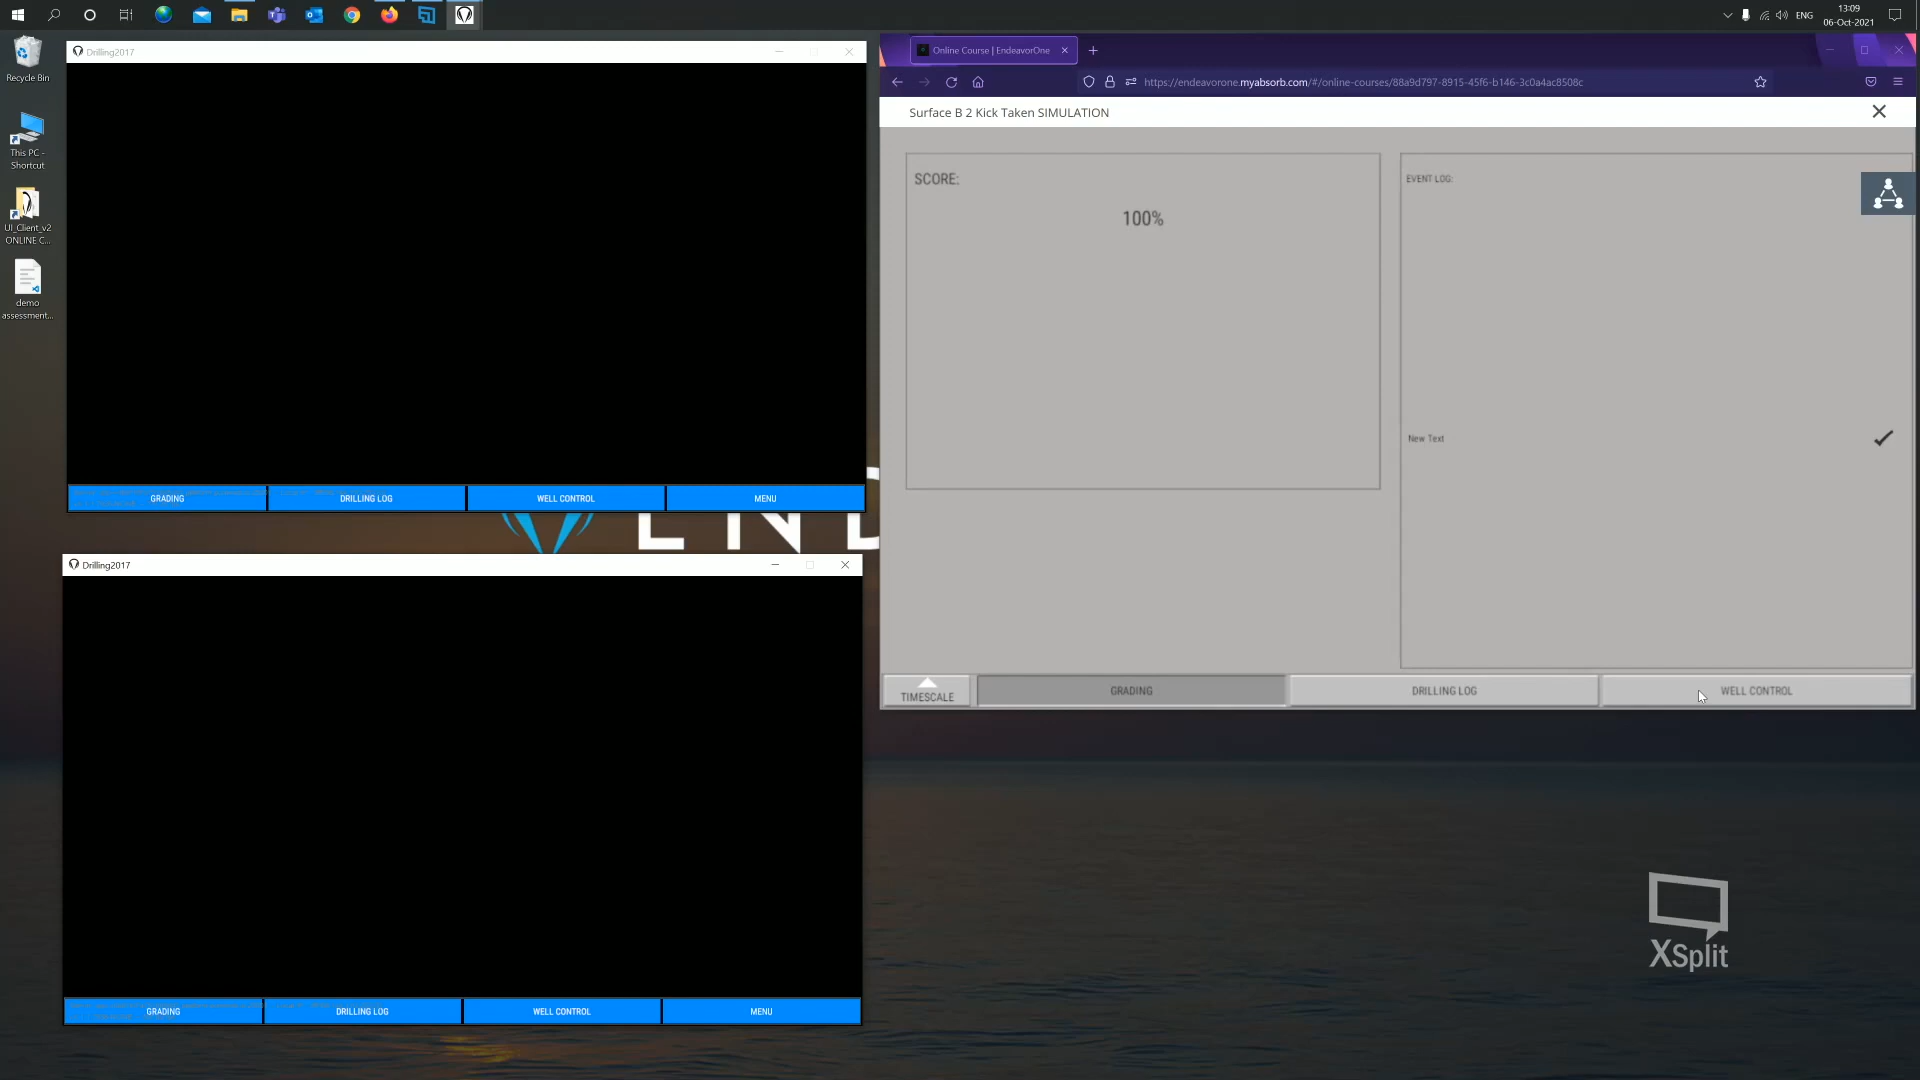 ENG
13:09
06-Oct-2021
Recycle Bin
This PC -
Shortcut
UI_Client_v2
ONLINE C...
demo
assessment...
Drilling2017
GRADING
DRILLING LOG
WELL CONTROL
MENU
Drilling2017
GRADING
DRILLING LOG
WELL CONTROL
MENU
Online Course | EndeavorOne
https://endeavorone.myabsorb.com/#/online-courses/88a9d797-8915-45f6-b146-3c0a4ac8508c
Surface B 2 Kick Taken SIMULATION
SCORE:
100%
EVENT LOG:
New Text
TIMESCALE
GRADING
DRILLING LOG
WELL CONTROL
XSplit